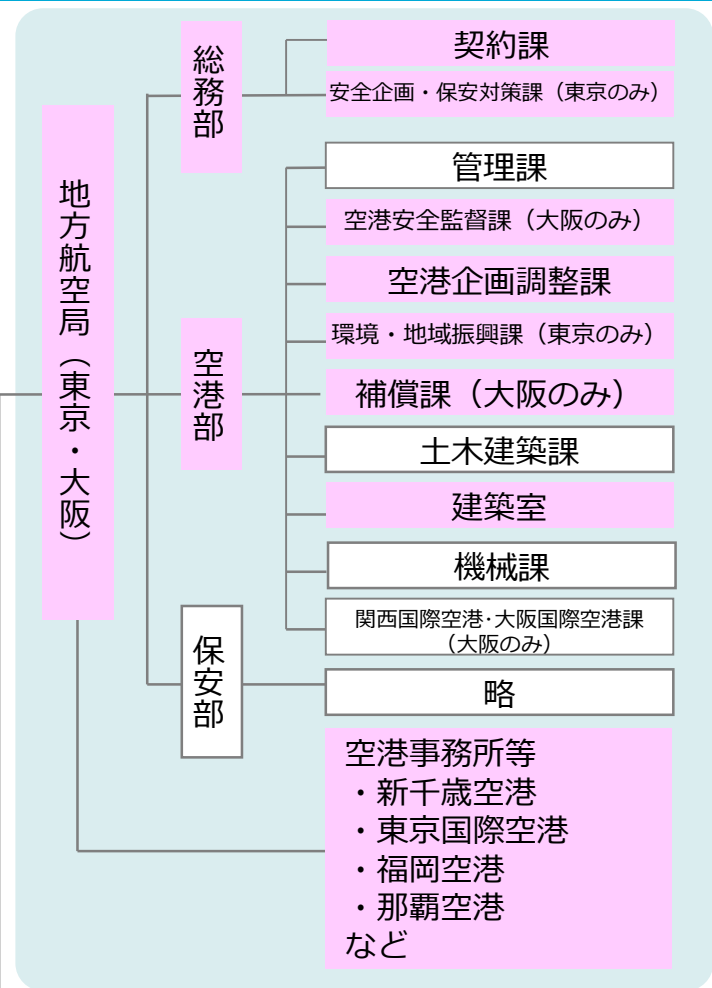 地方航空局（東京・大阪）
総務部
契約課
安全企画・保安対策課（東京のみ）
空港部
管理課
空港安全監督課（大阪のみ）
空港企画調整課
環境・地域振興課（東京のみ）
補償課（大阪のみ）
土木建築課
建築室
機械課
関西国際空港･大阪国際空港課
（大阪のみ）
保安部
略
空港事務所等
・新千歳空港
・東京国際空港
・福岡空港
・那覇空港
など